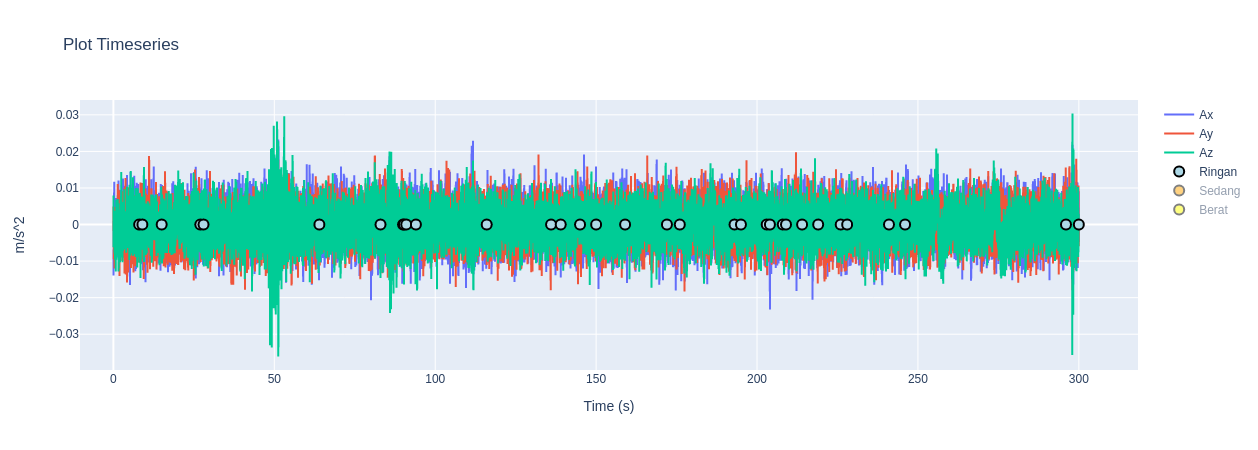 Plot Timeseries
0.03
0.02
0.01
0
−0.01
−0.02
−0.03
m/s^2
0 50 100 150 200 250 300
Time (s)
Ax
Ay
Az
Ringan
Sedang
Berat